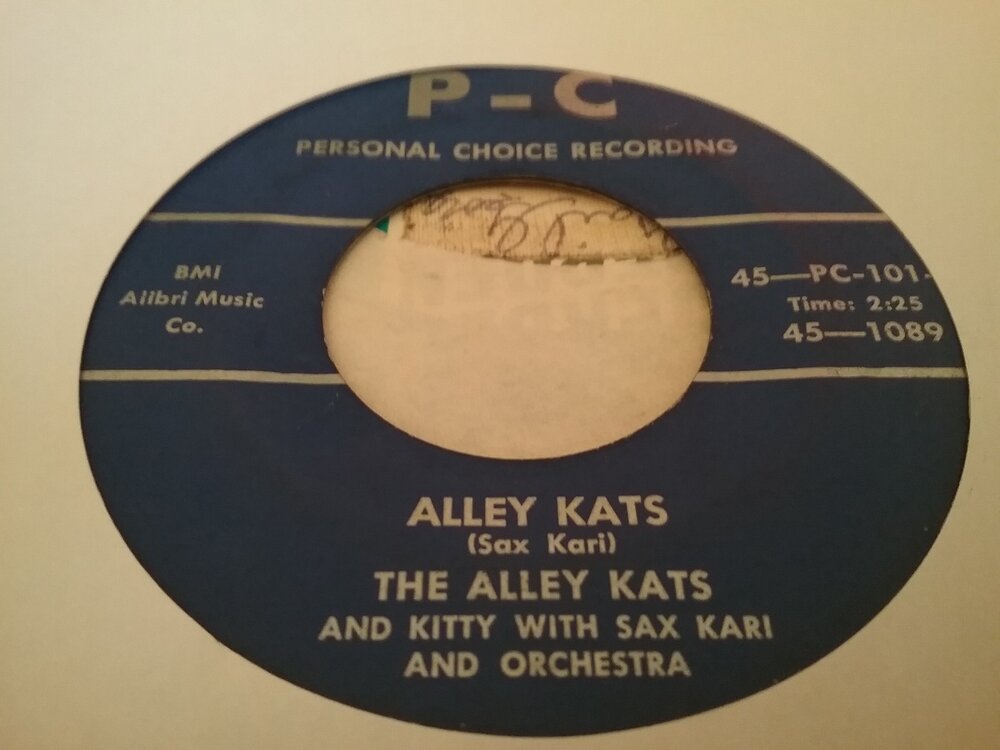 P-C
PERSONAL CHOICE RECORDING
BMI
Alibri Music
Co.
45—PC-101-
Time: 2:25
45—1089
ALLEY KATS
(Sax Kari)
THE ALLEY KATS
AND KITTY WITH SAX KARI
AND ORCHESTRA